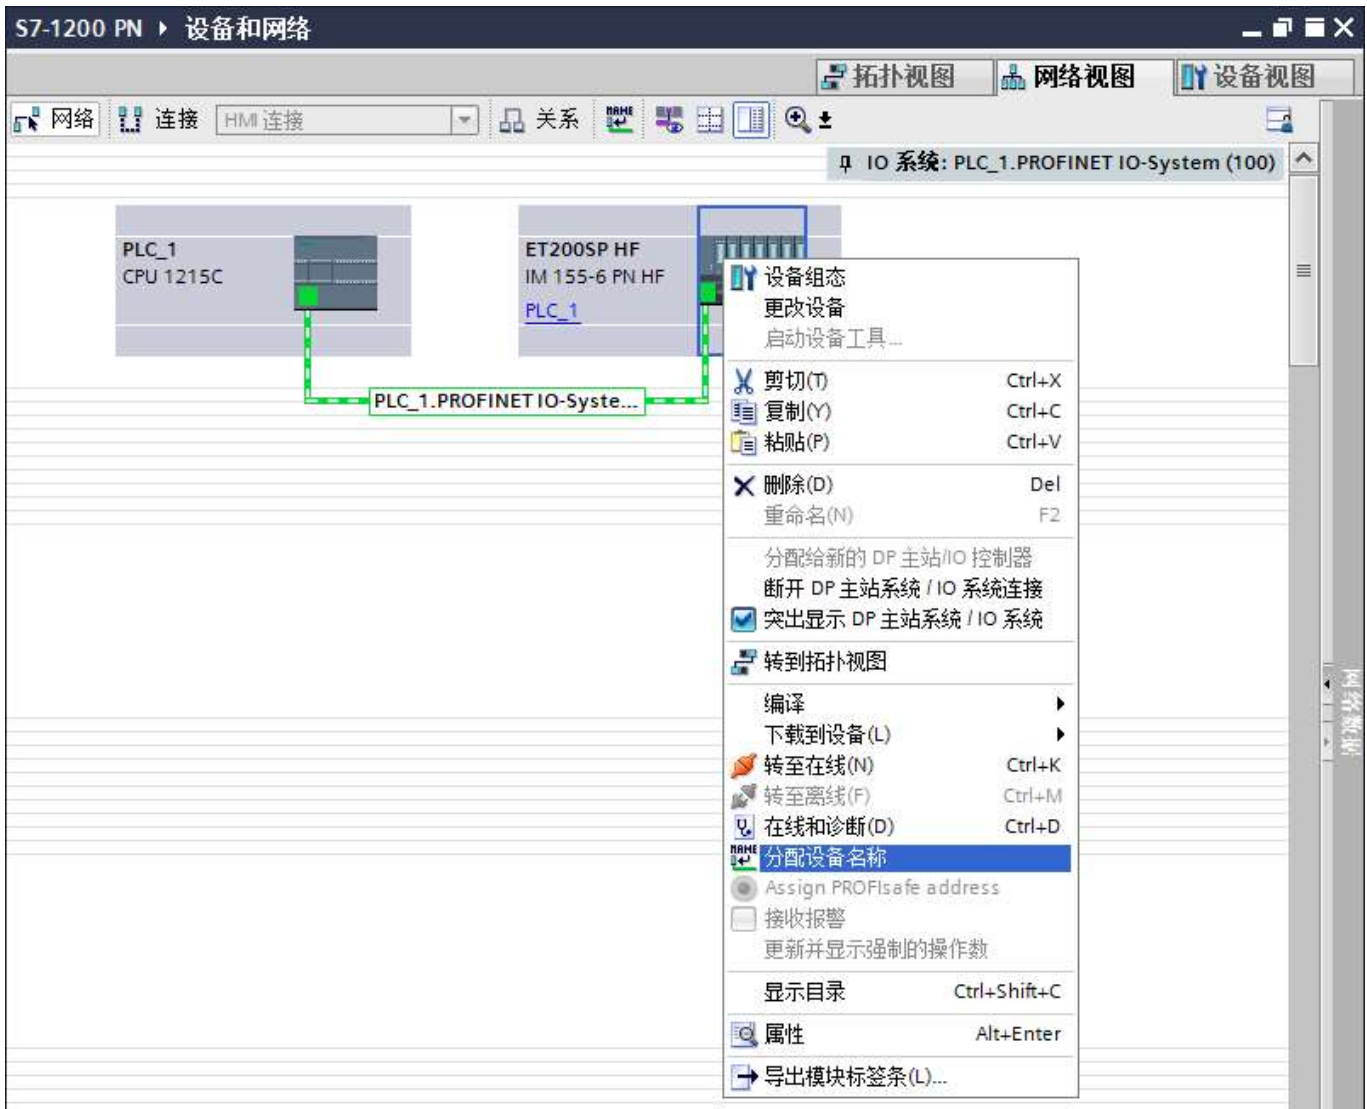 S7-1200 PN ▸ 设备和网络
拓扑视图 网络视图 设备视图
网络 连接 HMI 连接 关系
IO 系统: PLC_1.PROFINET IO-System (100)
PLC_1
CPU 1215C
ET200SP HF
IM 155-6 PN HF
PLC_1
PLC_1.PROFINET IO-Syste...
设备组态
更改设备
启动设备工具...
剪切(T) Ctrl+X
复制(Y) Ctrl+C
粘贴(P) Ctrl+V
删除(D) Del
重命名(N) F2
分配给新的 DP 主站/IO 控制器
断开 DP 主站系统 / IO 系统连接
突出显示 DP 主站系统 / IO 系统
转到拓扑视图
编译
下载到设备(L)
转至在线(N) Ctrl+K
转至离线(F) Ctrl+M
在线和诊断(D) Ctrl+D
分配设备名称
Assign PROFIsafe address
接收报警
更新并显示强制的操作数
显示目录 Ctrl+Shift+C
属性 Alt+Enter
导出模块标签条(L)...
网络数据